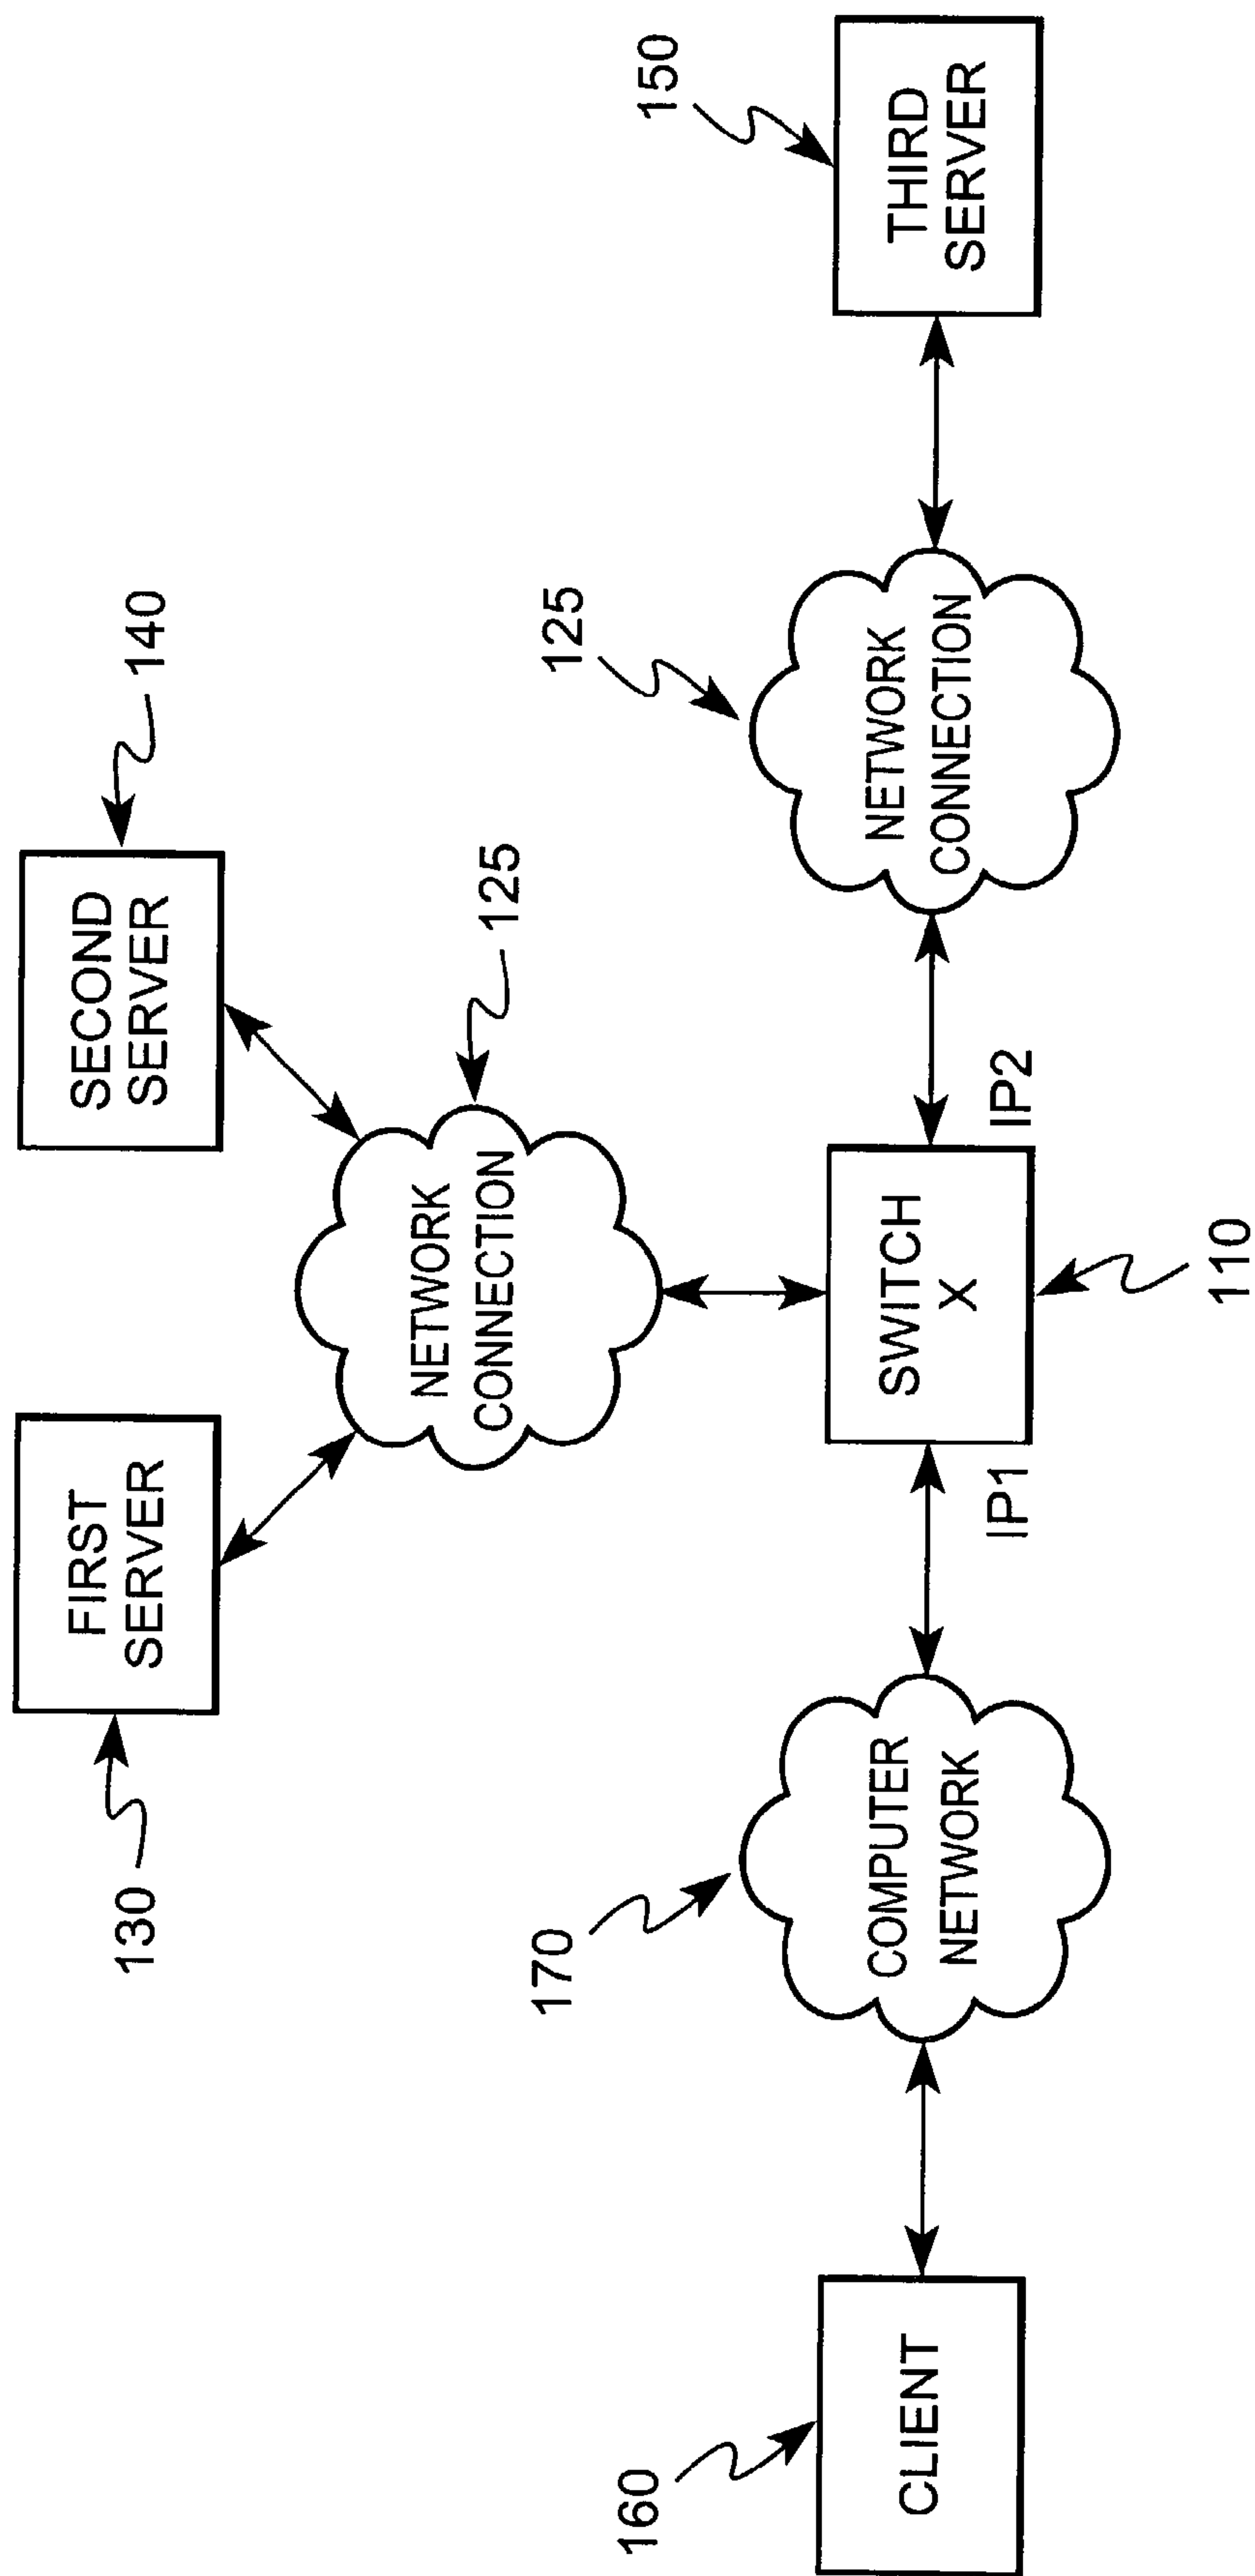 130
FIRST
SERVER
SECOND
SERVER
140
NETWORK
CONNECTION
125
160
CLIENT
170
COMPUTER
NETWORK
IP1
SWITCH
X
110
IP2
125
NETWORK
CONNECTION
150
THIRD
SERVER